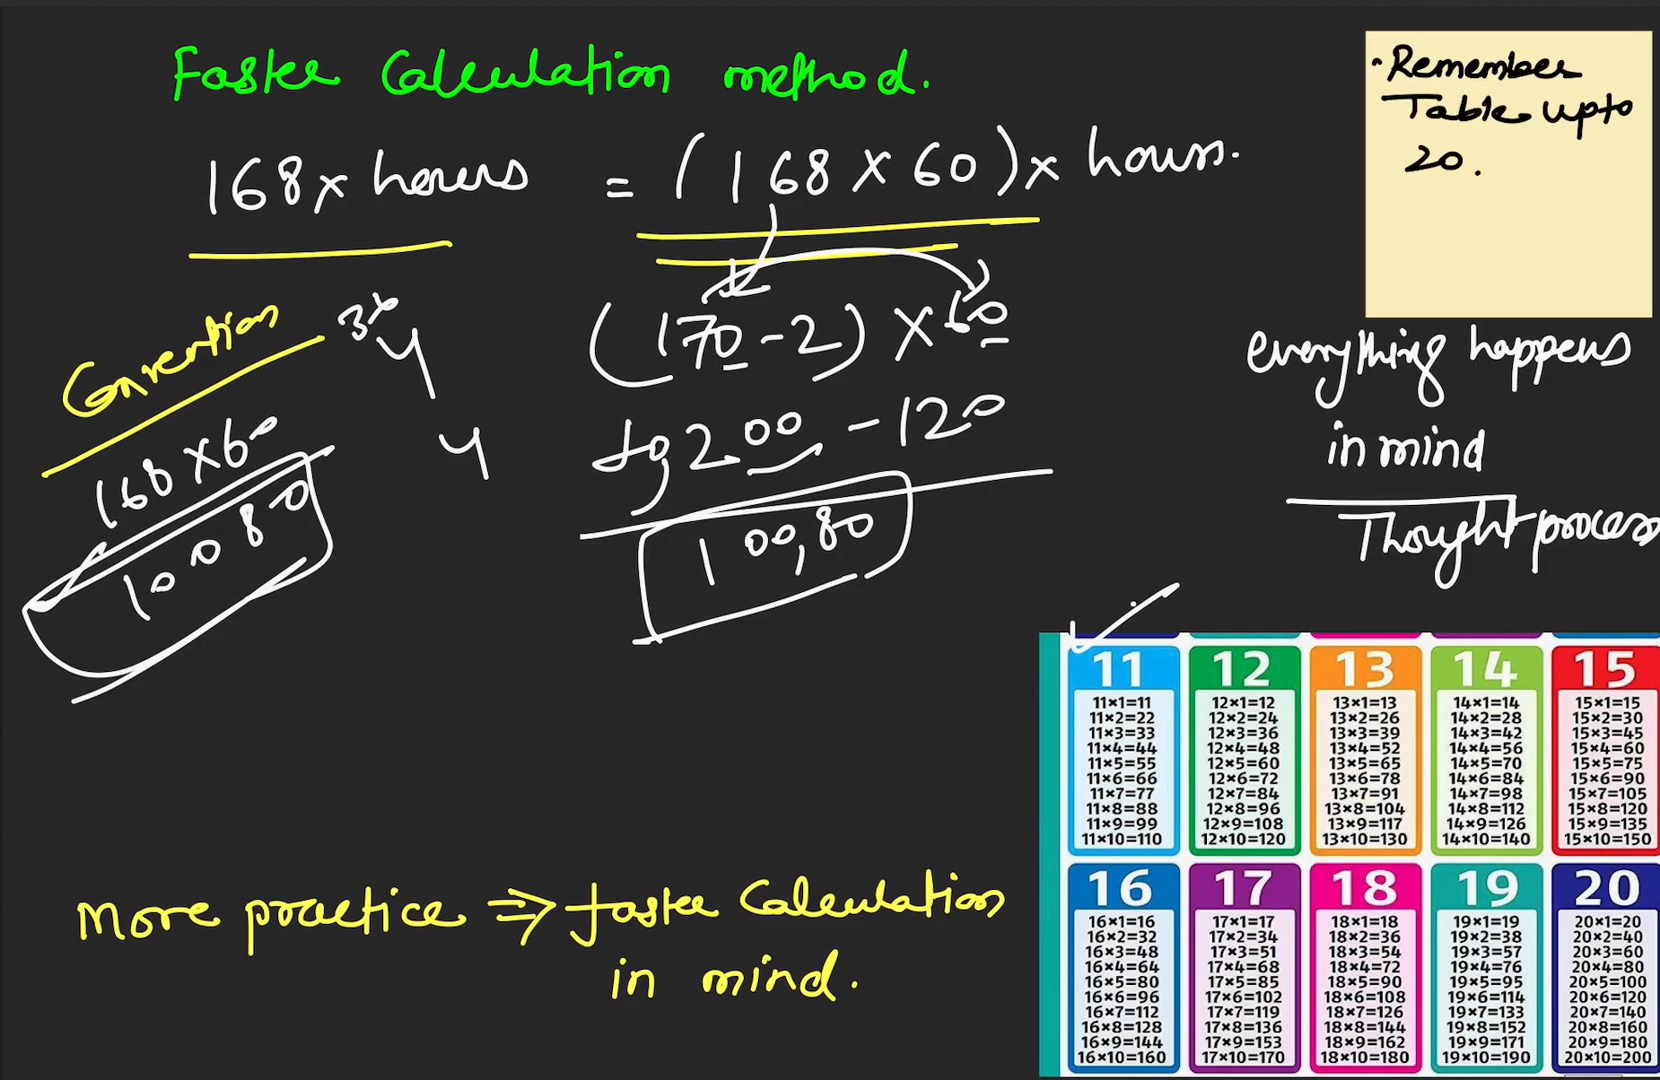 Faster Calculation method.
168 x hours = (168 x 60) x hours.
• Remember
Table upto
20.
Convention
168 x 60
10080
(170 - 2) x 60
10200 - 120
100,80
everything happens
in mind
Thought process
More practice => faster Calculation
in mind.
11 12 13 14 15
11×1=11 12×1=12 13×1=13 14×1=14 15×1=15
11×2=22 12×2=24 13×2=26 14×2=28 15×2=30
11×3=33 12×3=36 13×3=39 14×3=42 15×3=45
11×4=44 12×4=48 13×4=52 14×4=56 15×4=60
11×5=55 12×5=60 13×5=65 14×5=70 15×5=75
11×6=66 12×6=72 13×6=78 14×6=84 15×6=90
11×7=77 12×7=84 13×7=91 14×7=98 15×7=105
11×8=88 12×8=96 13×8=104 14×8=112 15×8=120
11×9=99 12×9=108 13×9=117 14×9=126 15×9=135
11×10=110 12×10=120 13×10=130 14×10=140 15×10=150
16 17 18 19 20
16×1=16 17×1=17 18×1=18 19×1=19 20×1=20
16×2=32 17×2=34 18×2=36 19×2=38 20×2=40
16×3=48 17×3=51 18×3=54 19×3=57 20×3=60
16×4=64 17×4=68 18×4=72 19×4=76 20×4=80
16×5=80 17×5=85 18×5=90 19×5=95 20×5=100
16×6=96 17×6=102 18×6=108 19×6=114 20×6=120
16×7=112 17×7=119 18×7=126 19×7=133 20×7=140
16×8=128 17×8=136 18×8=144 19×8=152 20×8=160
16×9=144 17×9=153 18×9=162 19×9=171 20×9=180
16×10=160 17×10=170 18×10=180 19×10=190 20×10=200